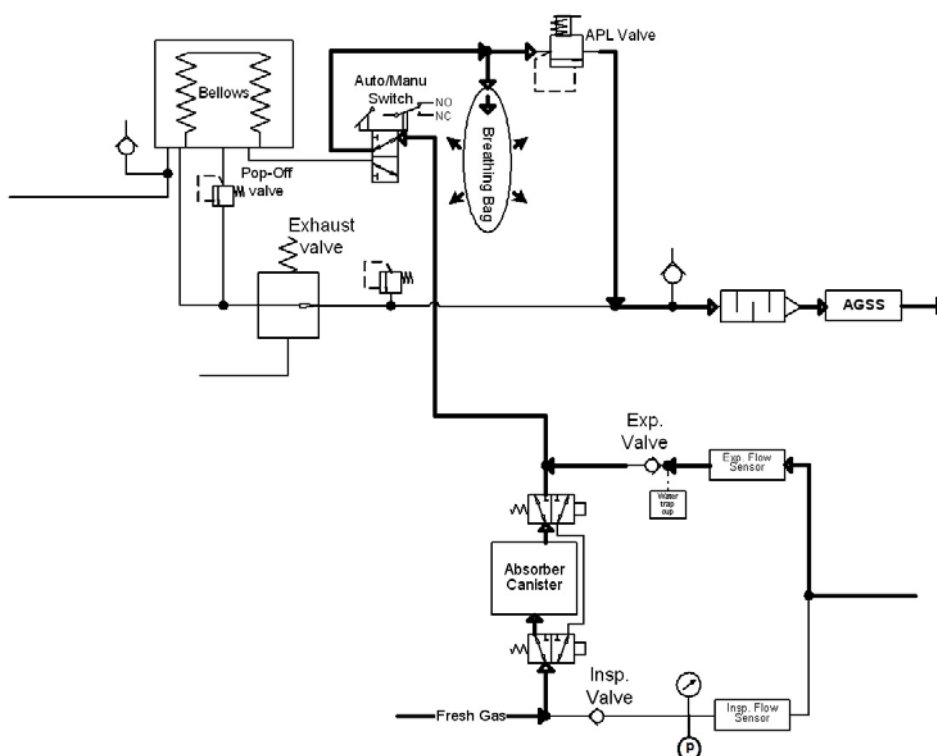 APL Valve
Bellows
Auto/Manu
Switch
NO
NC
Breathing Bag
Pop-Off
valve
Exhaust
valve
AGSS
Exp.
Valve
Exp. Flow
Sensor
Water
trap
cup
Absorber
Canister
Insp.
Valve
Fresh Gas
Insp. Flow
Sensor
P